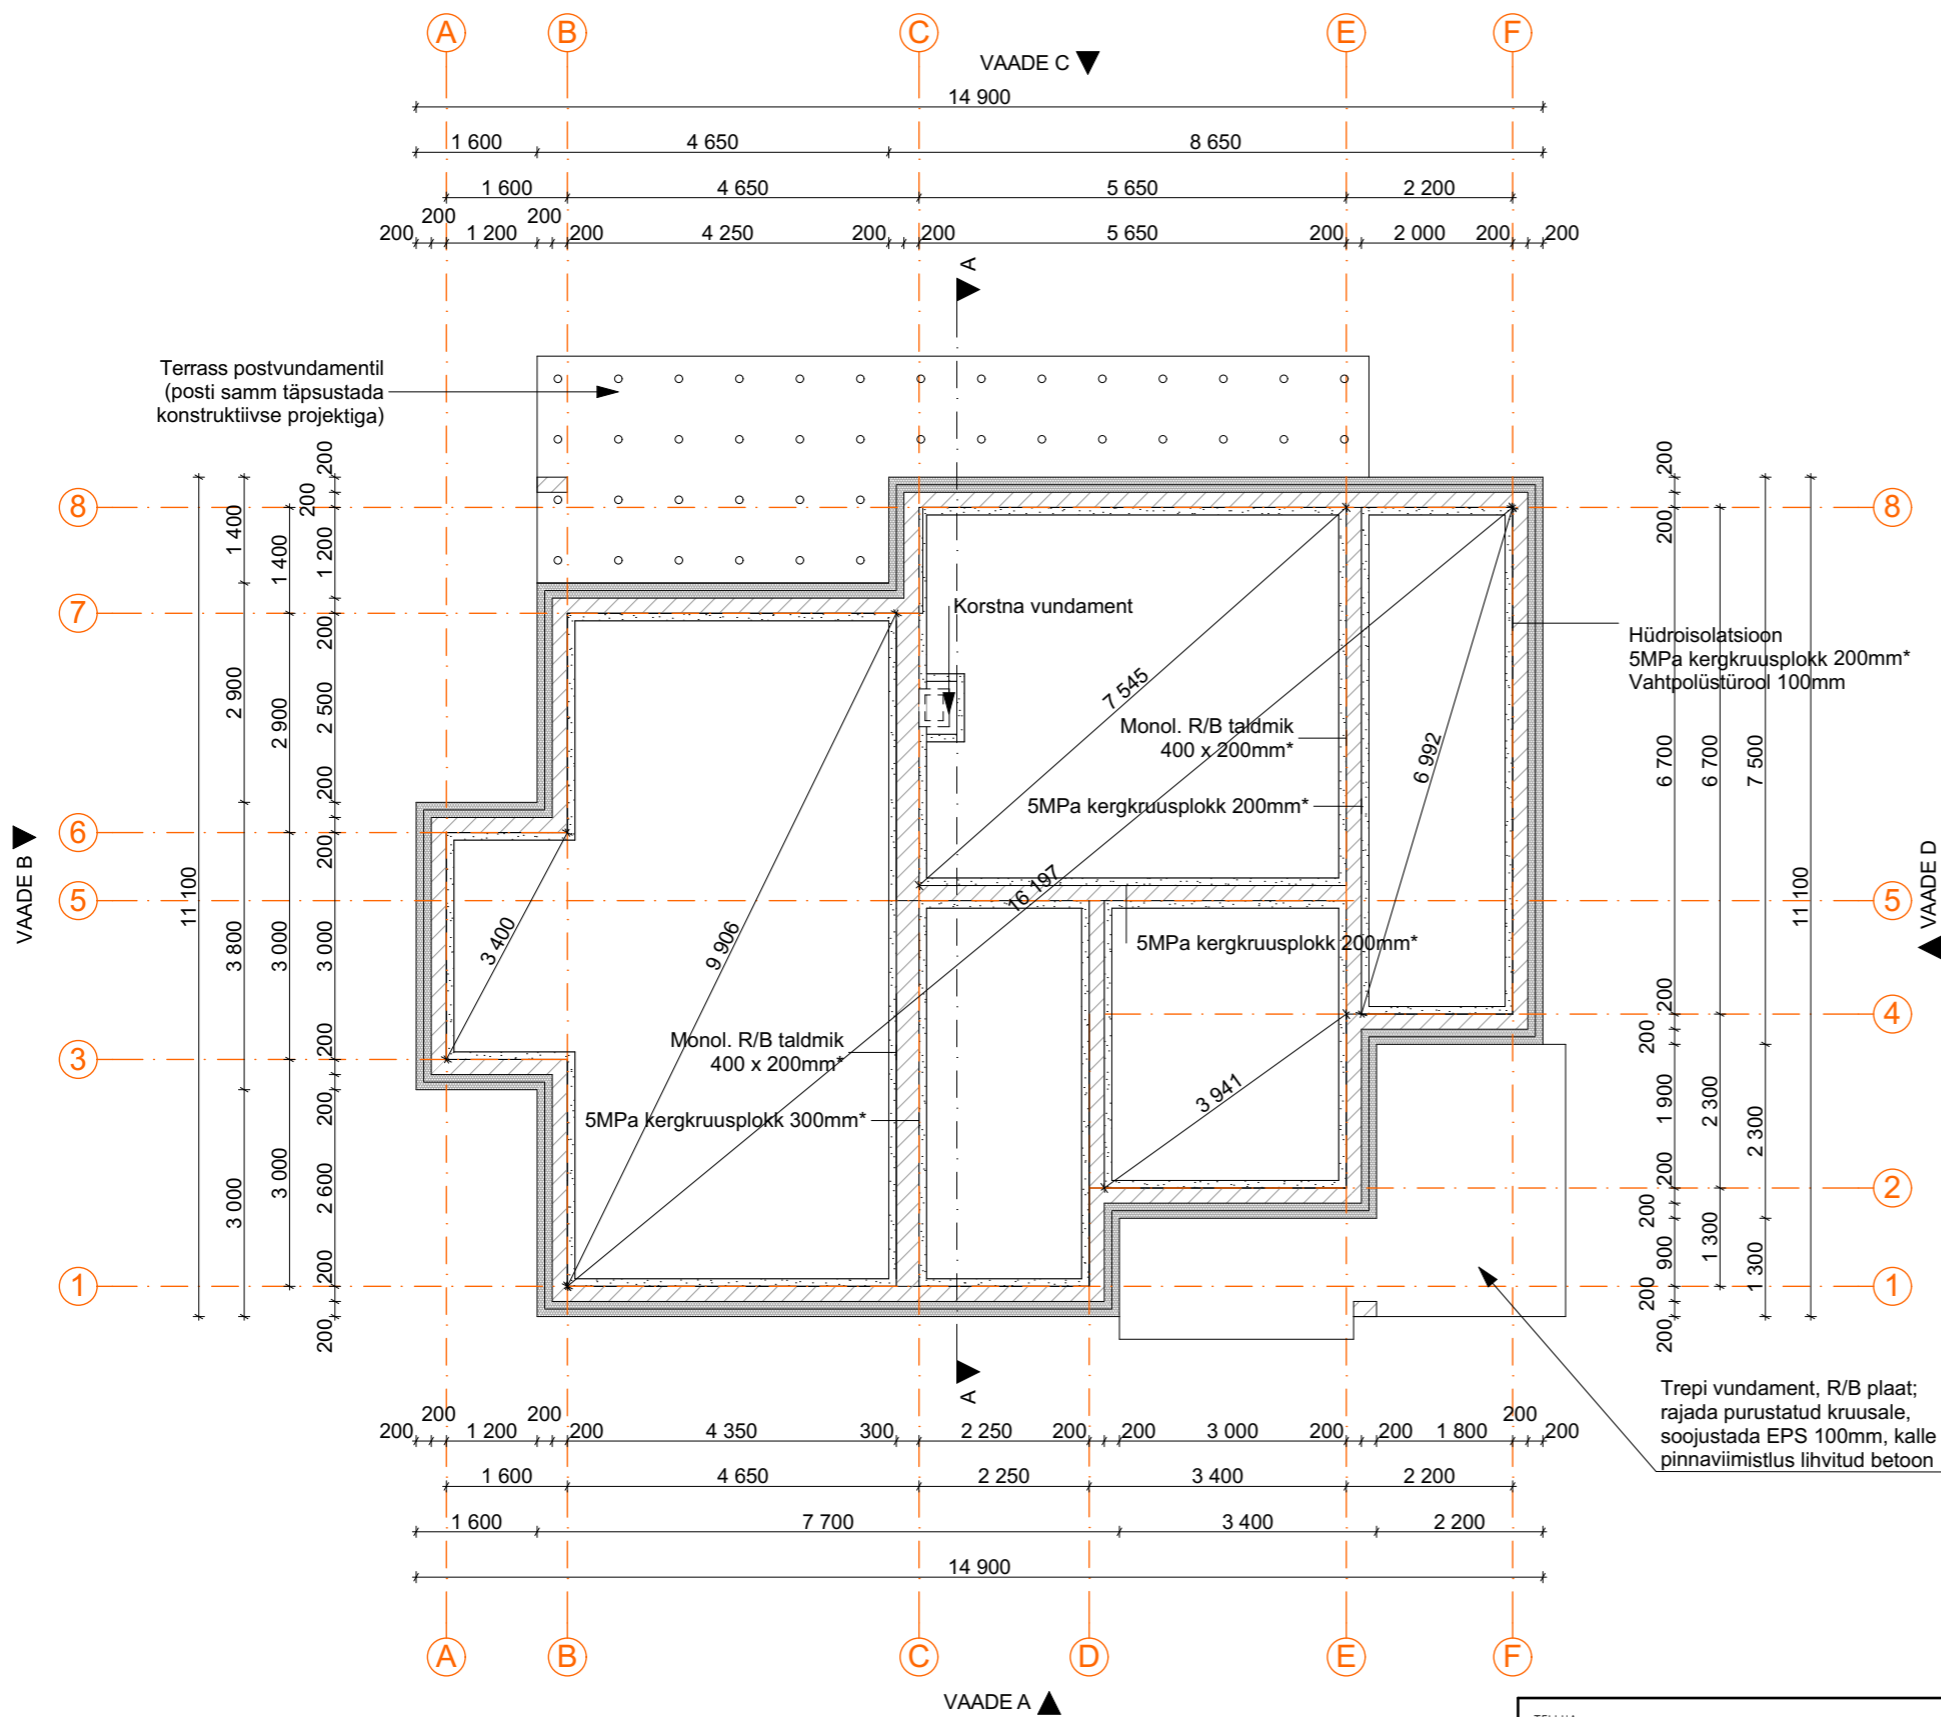 A B C E F
VAADE C
14 900
1 600 4 650 8 650
1 600 4 650 5 650 2 200
200 200
200 1 200 200 4 250 200 200 5 650 200 2 000 200 200
A
Terrass postvundamentil
(posti samm täpsustada
konstruktiivse projektiga)
8
7
6
5
3
1
VAADE B
11 100
1 400
2 900
3 800
3 000
1 400
2 900
3 000
3 000
200
200
1 200
200
2 500
200
200
3 000
200
200
2 600
200
200
Korstna vundament
7 545
Monol. R/B taldmik
400 x 200mm*
5MPa kergkruusplokk 200mm*
6 992
16 197
5MPa kergkruusplokk 200mm*
3 400
9 906
Monol. R/B taldmik
400 x 200mm*
5MPa kergkruusplokk 300mm*
3 941
Hüdroisolatsioon
5MPa kergkruusplokk 200mm*
Vahtpolüstürool 100mm
200
200
6 700
200
200
1 900
200
200
900
200
200
6 700
2 300
1 300
7 500
2 300
1 300
11 100
8
5
4
2
1
VAADE D
Trepi vundament, R/B plaat;
rajada purustatud kruusale,
soojustada EPS 100mm, kalle
pinnaviimistlus lihvitud betoon
A
200 200 200
200 1 200 200 4 350 300 2 250 200 200 3 000 200 200 1 800 200
1 600 4 650 2 250 3 400 2 200
1 600 7 700 3 400 2 200
14 900
A B C D E F
VAADE A